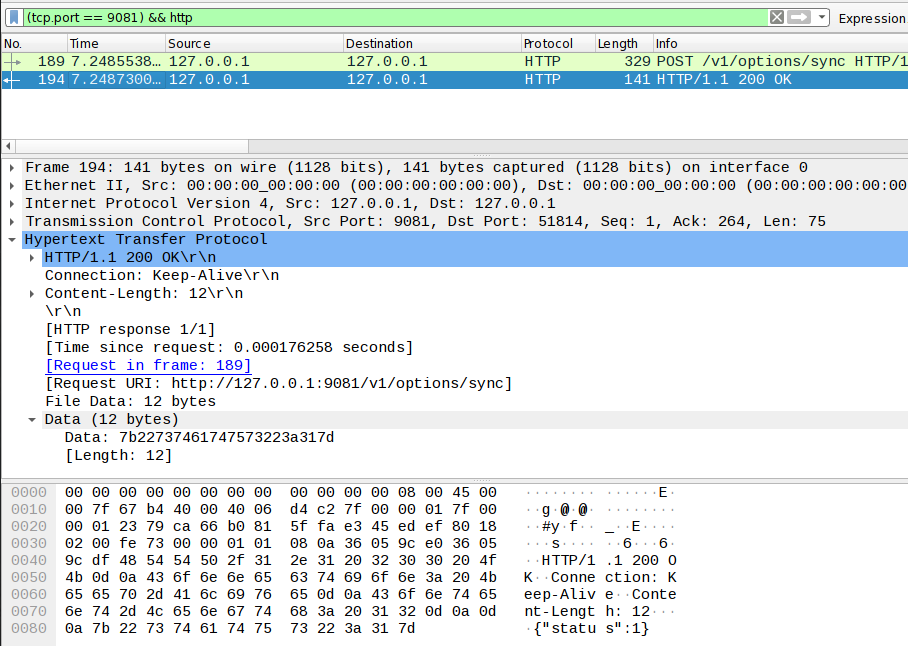 (tcp.port == 9081) && http Expression
No. Time Source Destination Protocol Length Info
189 7.2485538… 127.0.0.1 127.0.0.1 HTTP 329 POST /v1/options/sync HTTP/1
194 7.2487300… 127.0.0.1 127.0.0.1 HTTP 141 HTTP/1.1 200 OK
Frame 194: 141 bytes on wire (1128 bits), 141 bytes captured (1128 bits) on interface 0
Ethernet II, Src: 00:00:00_00:00:00 (00:00:00:00:00:00), Dst: 00:00:00_00:00:00 (00:00:00:00:00:00
Internet Protocol Version 4, Src: 127.0.0.1, Dst: 127.0.0.1
Transmission Control Protocol, Src Port: 9081, Dst Port: 51814, Seq: 1, Ack: 264, Len: 75
Hypertext Transfer Protocol
HTTP/1.1 200 OK\r\n
Connection: Keep-Alive\r\n
Content-Length: 12\r\n
\r\n
[HTTP response 1/1]
[Time since request: 0.000176258 seconds]
[Request in frame: 189]
[Request URI: http://127.0.0.1:9081/v1/options/sync]
File Data: 12 bytes
Data (12 bytes)
Data: 7b22737461747573223a317d
[Length: 12]
0000 00 00 00 00 00 00 00 00 00 00 00 00 08 00 45 00 ········ ······E·
0010 00 7f 67 b4 40 00 40 06 d4 c2 7f 00 00 01 7f 00 ··g·@·@· ········
0020 00 01 23 79 ca 66 b0 81 5f fa e3 45 ed ef 80 18 ··#y·f·· _··E····
0030 02 00 fe 73 00 00 01 01 08 0a 36 05 9c e0 36 05 ···s···· ··6···6·
0040 9c df 48 54 54 50 2f 31 2e 31 20 32 30 30 20 4f ··HTTP/1 .1 200 O
0050 4b 0d 0a 43 6f 6e 6e 65 63 74 69 6f 6e 3a 20 4b K··Conne ction: K
0060 65 65 70 2d 41 6c 69 76 65 0d 0a 43 6f 6e 74 65 eep-Aliv e··Conte
0070 6e 74 2d 4c 65 6e 67 74 68 3a 20 31 32 0d 0a 0d nt-Lengt h: 12···
0080 0a 7b 22 73 74 61 74 75 73 22 3a 31 7d ·{"statu s":1}